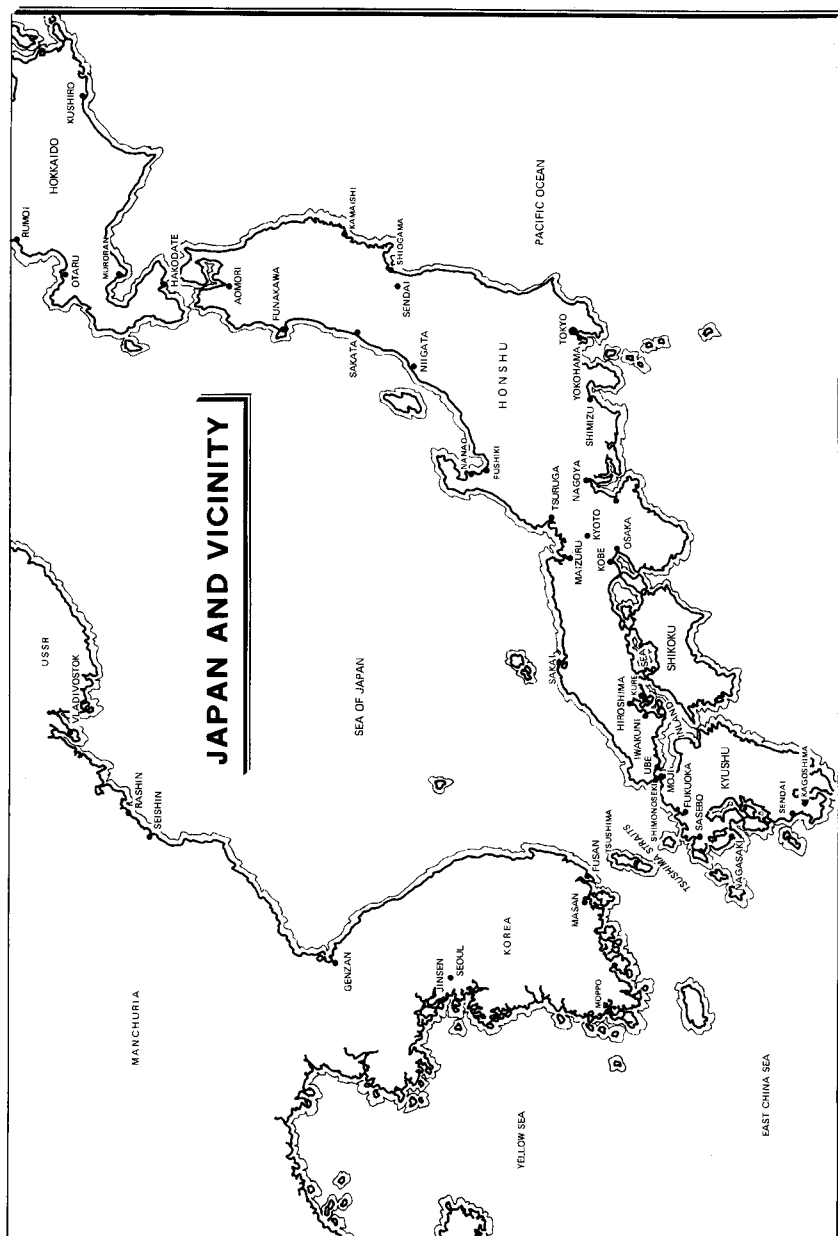 JAPAN AND VICINITY
USSR
VLADIVOSTOK
RASHIN
SEISHIN
MANCHURIA
GENZAN
JINSEN
SEOUL
KOREA
MASAN
FUSAN
MOPPO
YELLOW SEA
EAST CHINA SEA
SEA OF JAPAN
TSUSHIMA
TSUSHIMA STRAITS
RUMOI
OTARU
HOKKAIDO
KUSHIRO
MURORAN
HAKODATE
AOMORI
FUNAKAWA
SAKATA
NIIGATA
KAMAISHI
SHIOGAMA
SENDAI
PACIFIC OCEAN
HONSHU
NANAO
FUSHIKI
TSURUGA
MAIZURU
KYOTO
KOBE
OSAKA
NAGOYA
SHIMIZU
YOKOHAMA
TOKYO
SAKAI
HIROSHIMA
KURE
IWAKUNI
UBE
INLAND SEA
SHIKOKU
SHIMONOSEKI
MOJI
FUKUOKA
SASEBO
KYUSHU
NAGASAKI
SENDAI
KAGOSHIMA